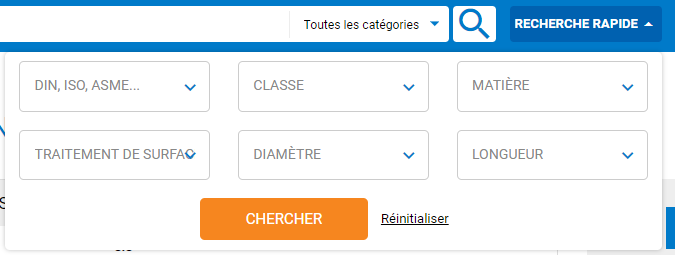 Toutes les catégories
RECHERCHE RAPIDE
DIN, ISO, ASME...
CLASSE
MATIÈRE
TRAITEMENT DE SURFAC
DIAMÈTRE
LONGUEUR
CHERCHER
Réinitialiser